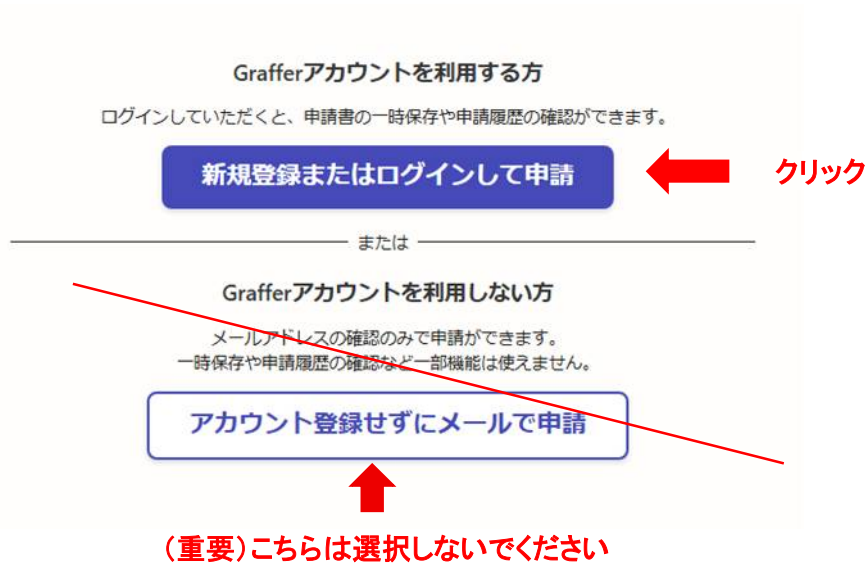 Grafferアカウントを利用する方
ログインしていただくと、申請書の一時保存や申請履歴の確認ができます。
新規登録またはログインして申請
クリック
または
Grafferアカウントを利用しない方
メールアドレスの確認のみで申請ができます。
一時保存や申請履歴の確認など一部機能は使えません。
アカウント登録せずにメールで申請
（重要）こちらは選択しないでください